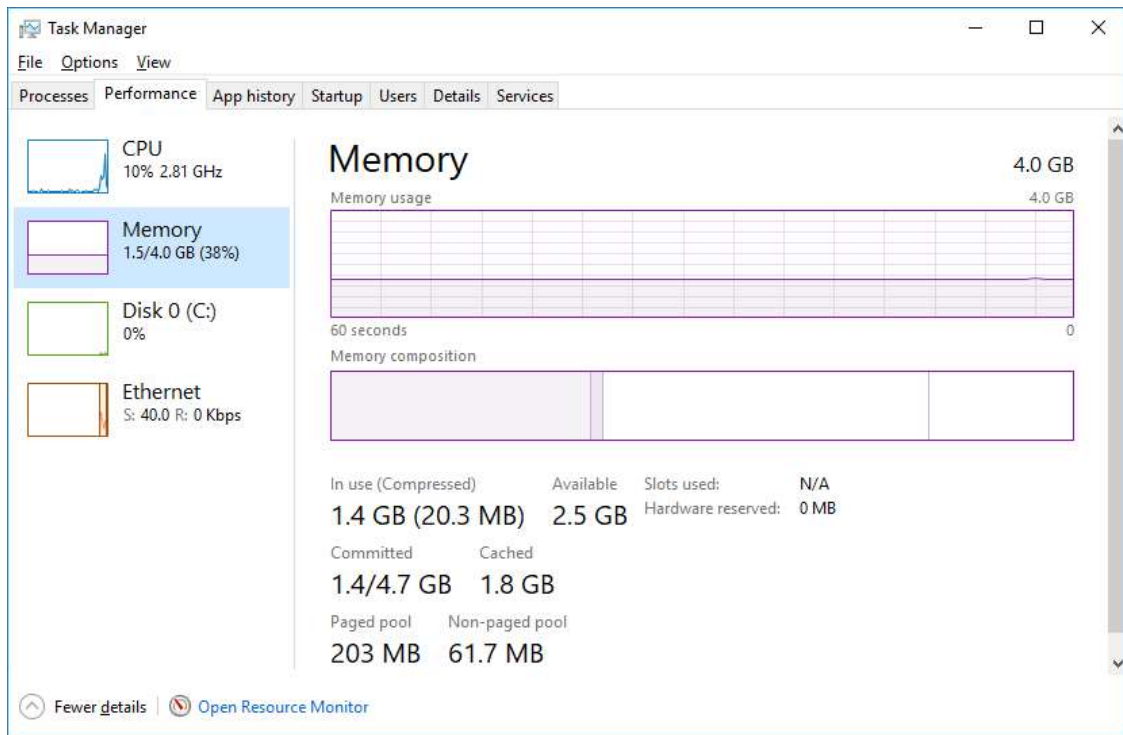 Task Manager
File Options View
Processes Performance App history Startup Users Details Services
CPU
10% 2.81 GHz
Memory
1.5/4.0 GB (38%)
Disk 0 (C:)
0%
Ethernet
S: 40.0 R: 0 Kbps
Memory 4.0 GB
Memory usage 4.0 GB
60 seconds 0
Memory composition
In use (Compressed) Available Slots used: N/A
1.4 GB (20.3 MB) 2.5 GB Hardware reserved: 0 MB
Committed Cached
1.4/4.7 GB 1.8 GB
Paged pool Non-paged pool
203 MB 61.7 MB
Fewer details Open Resource Monitor